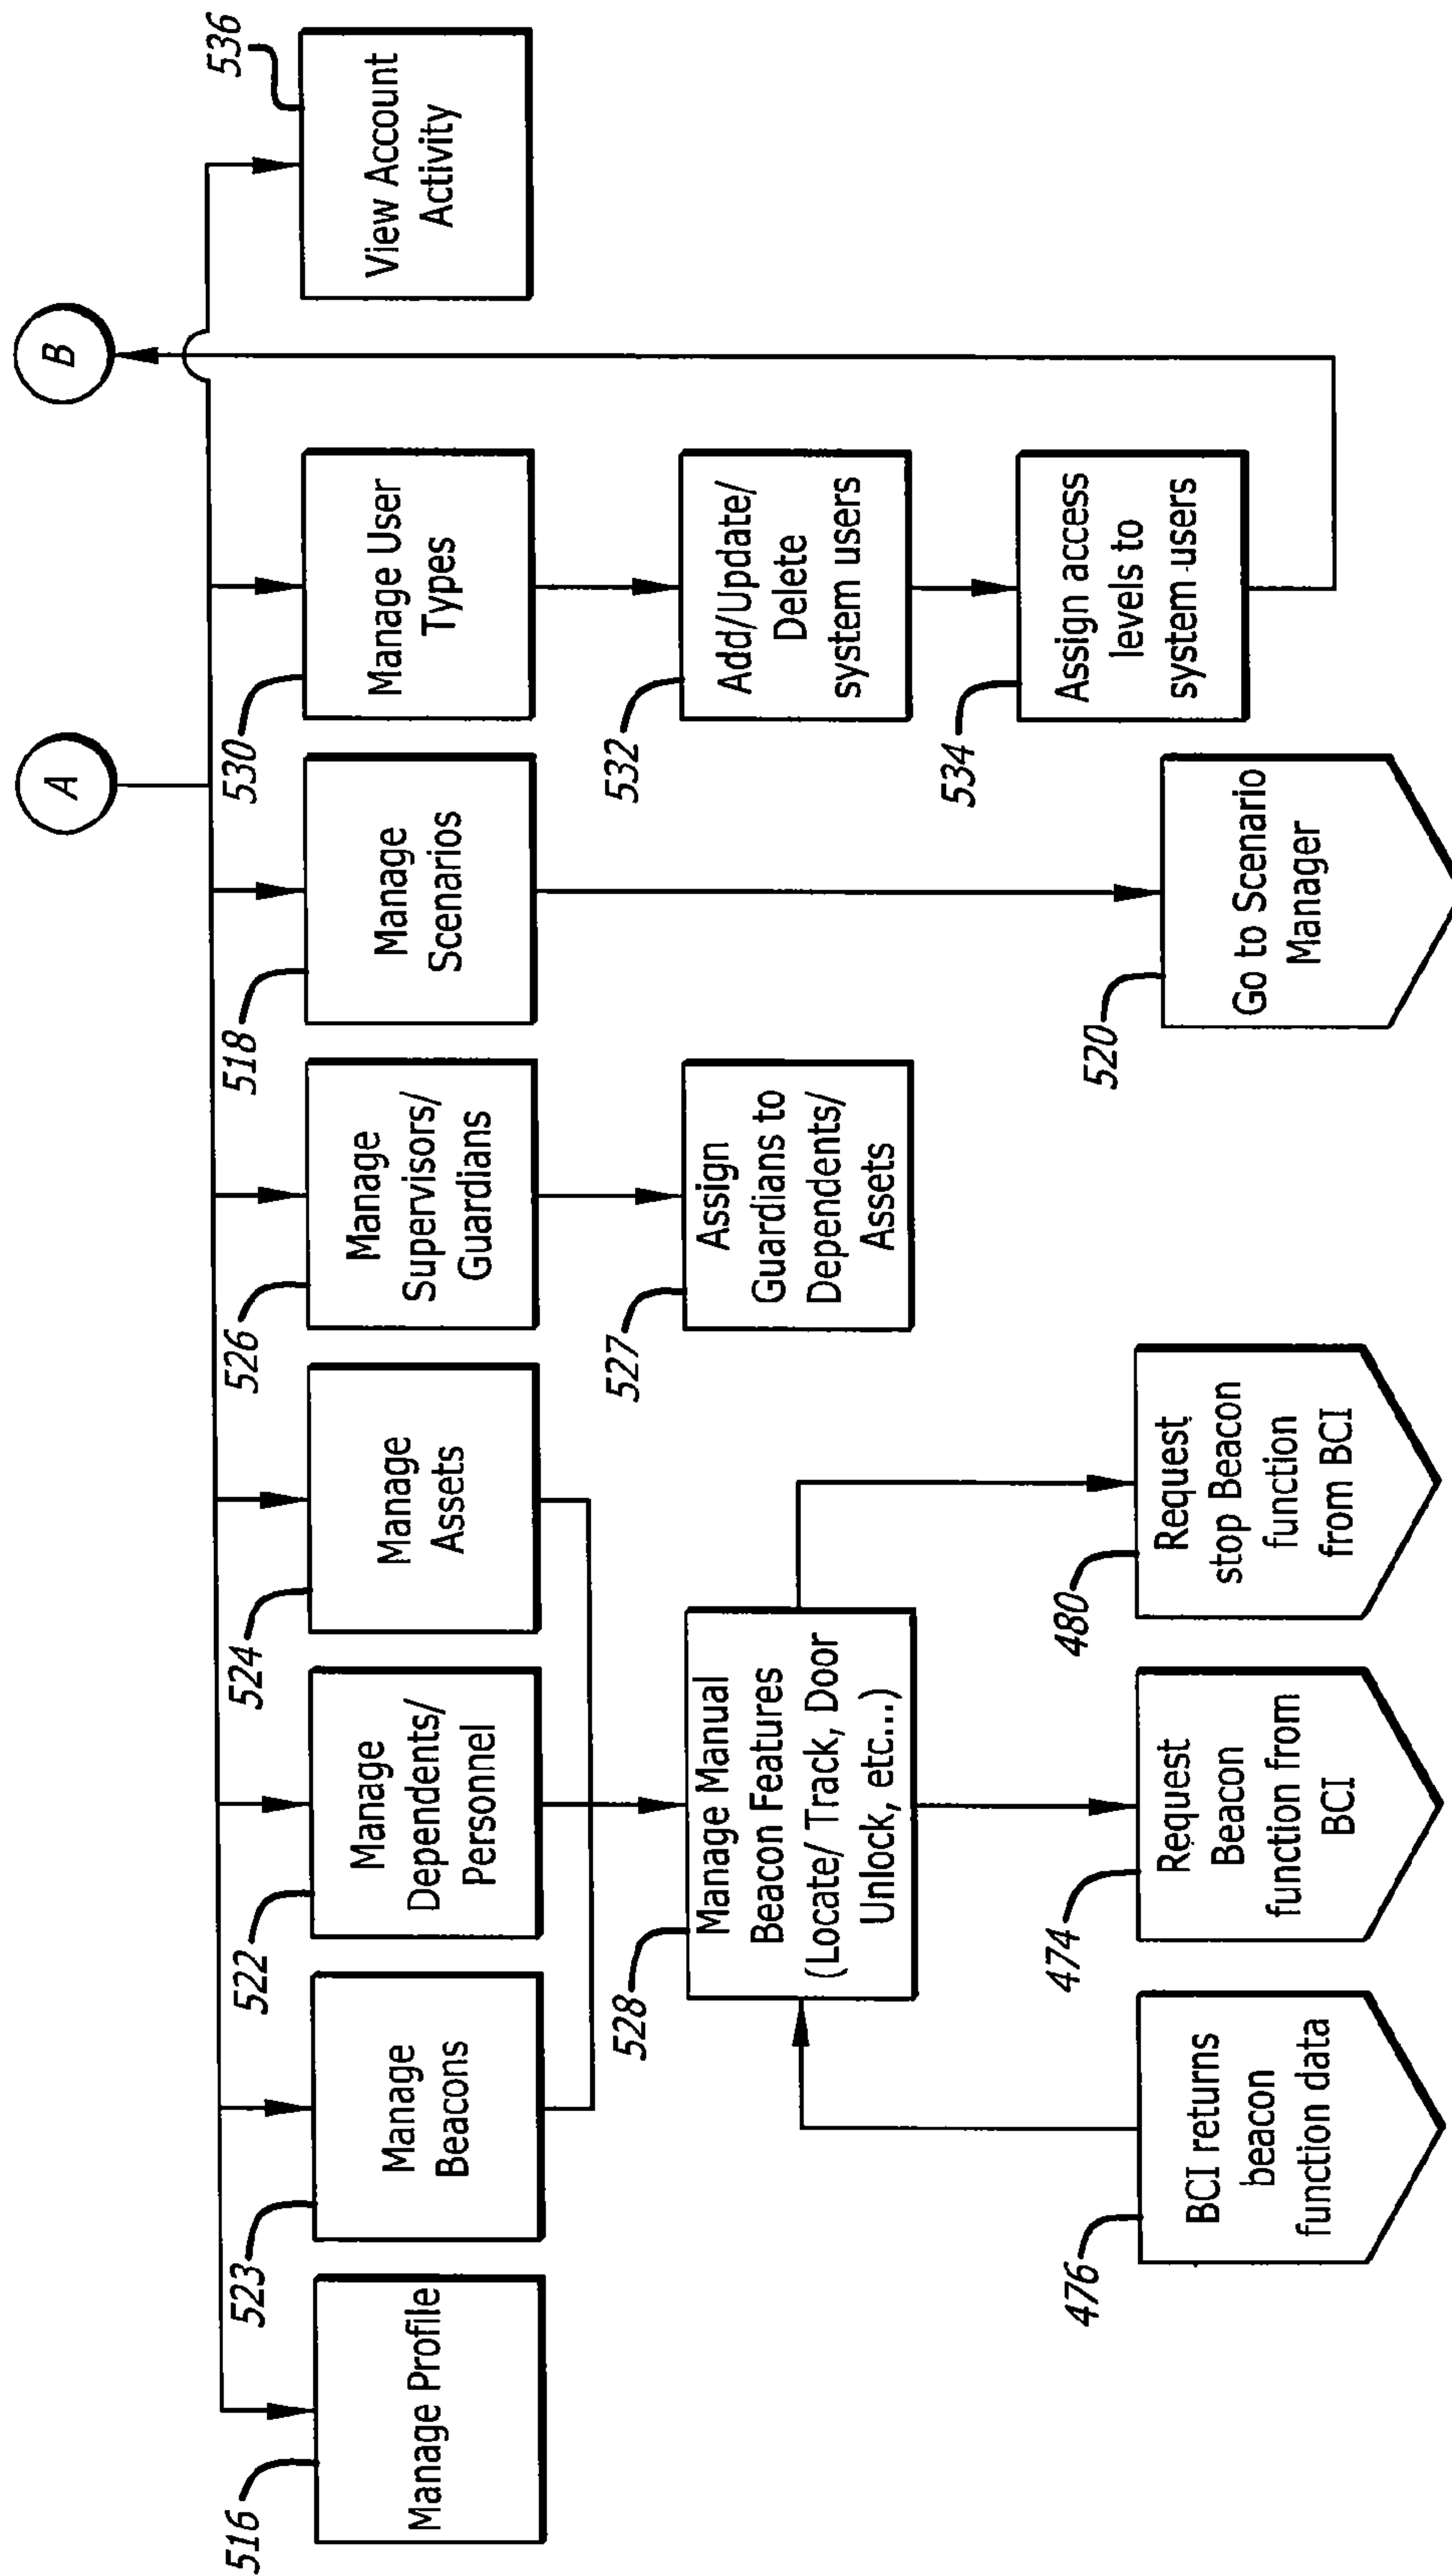 A
B
516
Manage Profile
523
Manage
Beacons
522
Manage
Dependents/
Personnel
524
Manage
Assets
526
Manage
Supervisors/
Guardians
518
Manage
Scenarios
530
Manage User
Types
536
View Account
Activity
528
Manage Manual
Beacon Features
(Locate/ Track, Door
Unlock, etc...)
527
Assign
Guardians to
Dependents/
Assets
532
Add/Update/
Delete
system users
534
Assign access
levels to
system users
476
BCI returns
beacon
function data
474
Request
Beacon
function from
BCI
480
Request
stop Beacon
function
from BCI
520
Go to Scenario
Manager